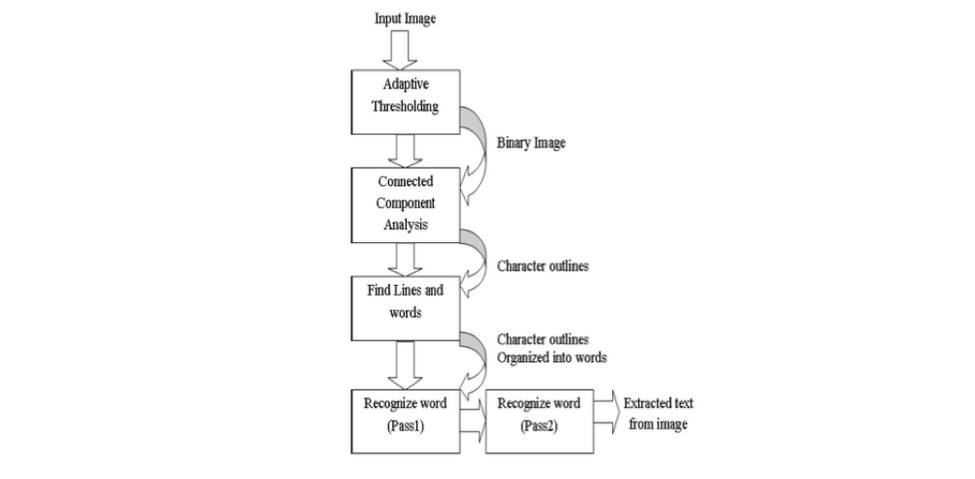 Input Image
Adaptive
Thresholding
Binary Image
Connected
Component
Analysis
Character outlines
Find Lines and
words
Character outlines
Organized into words
Recognize word
(Pass1)
Recognize word
(Pass2)
Extracted text
from image